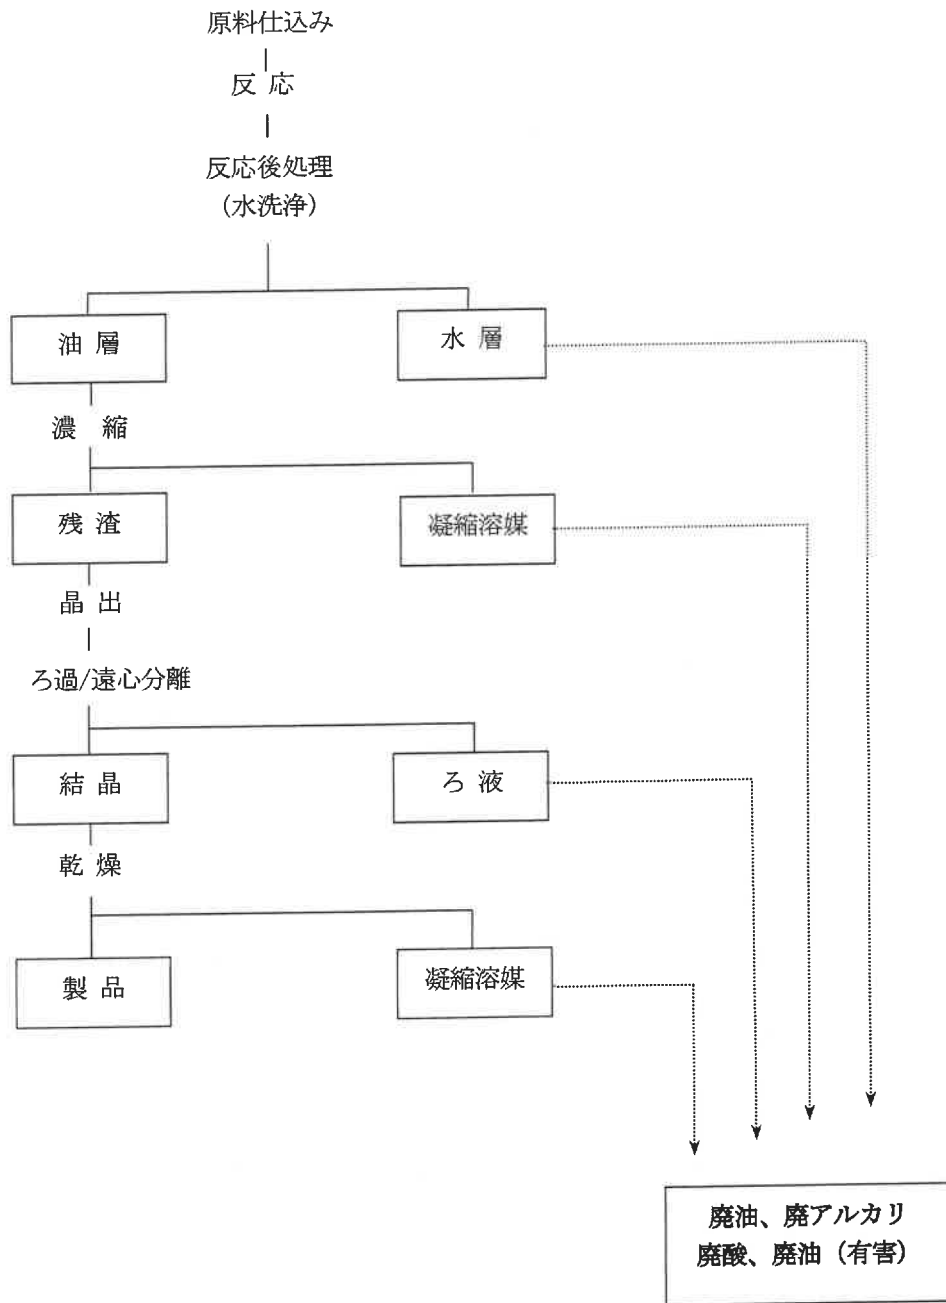 原料仕込み
反 応
反応後処理
(水洗浄)
油 層
水 層
濃 縮
残 渣
凝縮溶媒
晶 出
ろ過/遠心分離
結 晶
ろ 液
乾 燥
製 品
凝縮溶媒
廃油、廃アルカリ
廃酸、廃油（有害）